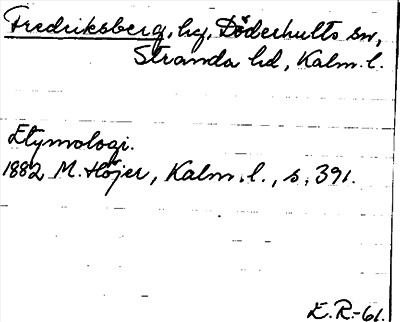 Fredriksberg, hg, Döderhults sn,
Stranda hd, Kalm. l.
Etymologi.
1882 M. Höjer, Kalm. l., s. 391.
E.R.-61.